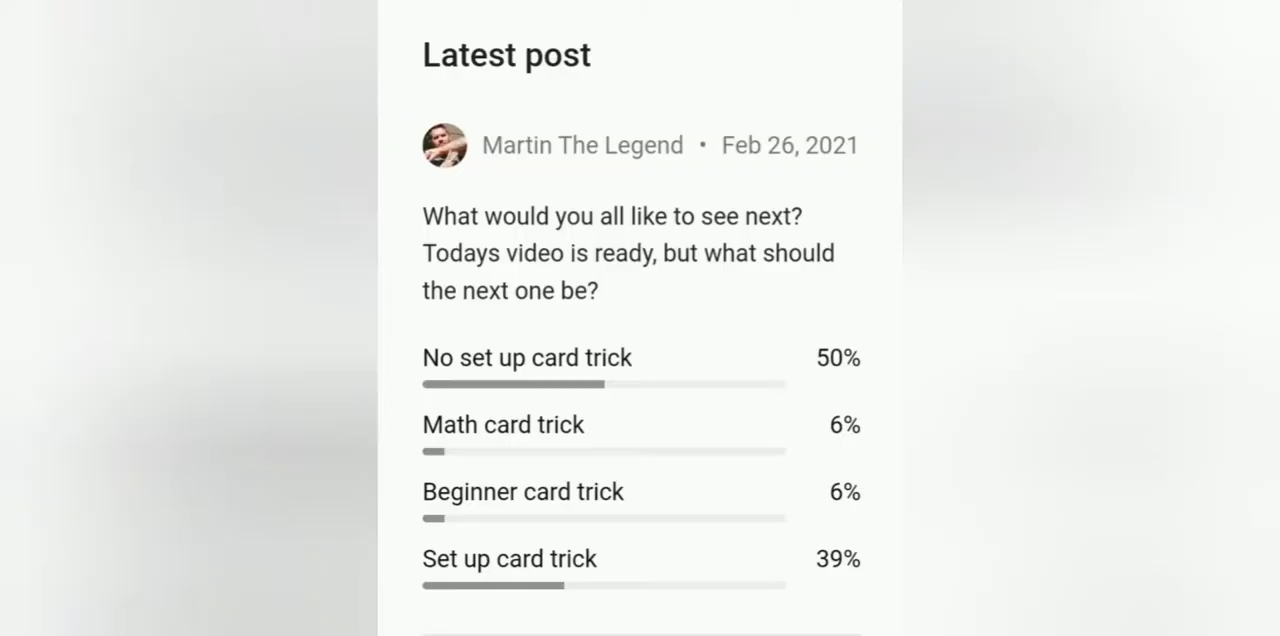 Latest post
Martin The Legend • Feb 26, 2021
What would you all like to see next?
Todays video is ready, but what should
the next one be?
No set up card trick 50%
Math card trick 6%
Beginner card trick 6%
Set up card trick 39%